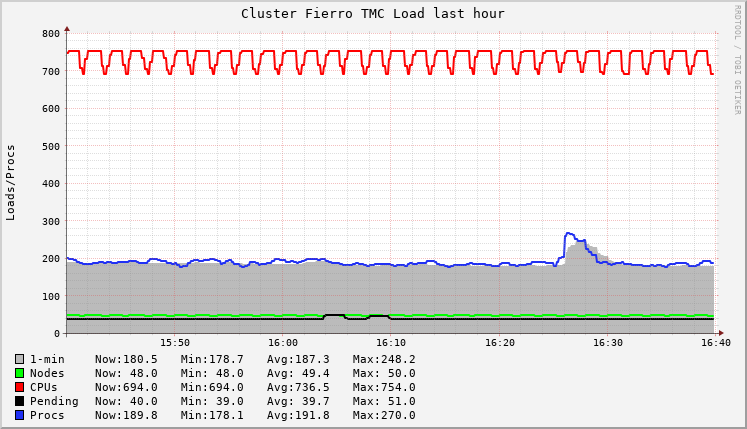 Cluster Fierro TMC Load last hour
RRDTOOL / TOBI OETIKER
Loads/Procs
800
700
600
500
400
300
200
100
0
15:50 16:00 16:10 16:20 16:30 16:40
1-min Now:180.5 Min:178.7 Avg:187.3 Max:248.2
Nodes Now: 48.0 Min: 48.0 Avg: 49.4 Max: 50.0
CPUs Now:694.0 Min:694.0 Avg:736.5 Max:754.0
Pending Now: 40.0 Min: 39.0 Avg: 39.7 Max: 51.0
Procs Now:189.8 Min:178.1 Avg:191.8 Max:270.0